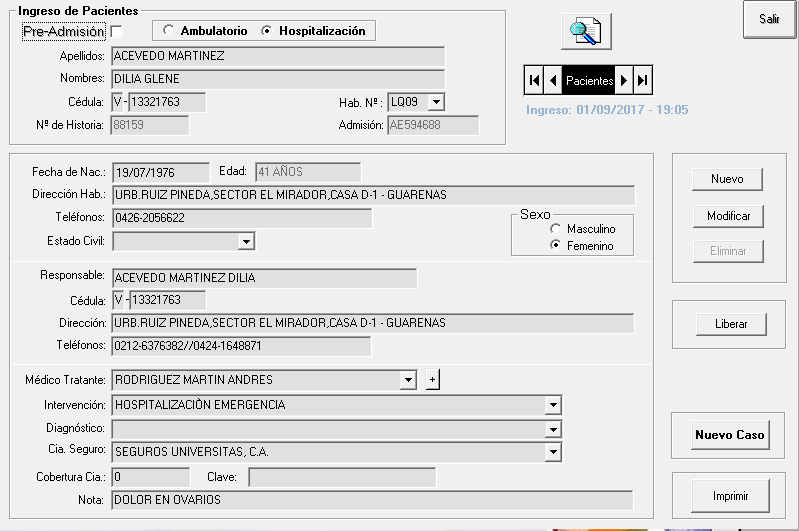 Ingreso de Pacientes
Salir
Pre-Admisión
Ambulatorio Hospitalización
Apellidos: ACEVEDO MARTINEZ
Nombres: DILIA GLENE
Pacientes
Cédula: V - 13321763 Hab. Nº : LQ09
Ingreso: 01/09/2017 - 19:05
Nº de Historia: 88159 Admisión: AE594688
Fecha de Nac.: 19/07/1976 Edad: 41 AÑOS
Nuevo
Dirección Hab.: URB.RUIZ PINEDA,SECTOR EL MIRADOR,CASA D-1 - GUARENAS
Teléfonos: 0426-2056622
Sexo
Modificar
Masculino
Estado Civil:
Femenino
Eliminar
Responsable: ACEVEDO MARTINEZ DILIA
Cédula: V - 13321763
Dirección: URB.RUIZ PINEDA,SECTOR EL MIRADOR,CASA D-1 - GUARENAS
Liberar
Teléfonos: 0212-6376382//0424-1648871
Médico Tratante: RODRIGUEZ MARTIN ANDRES +
Intervención: HOSPITALIZACIÒN EMERGENCIA
Diagnóstico:
Nuevo Caso
Cia. Seguro: SEGUROS UNIVERSITAS, C.A.
Cobertura Cia.: 0 Clave:
Nota: DOLOR EN OVARIOS
Imprimir